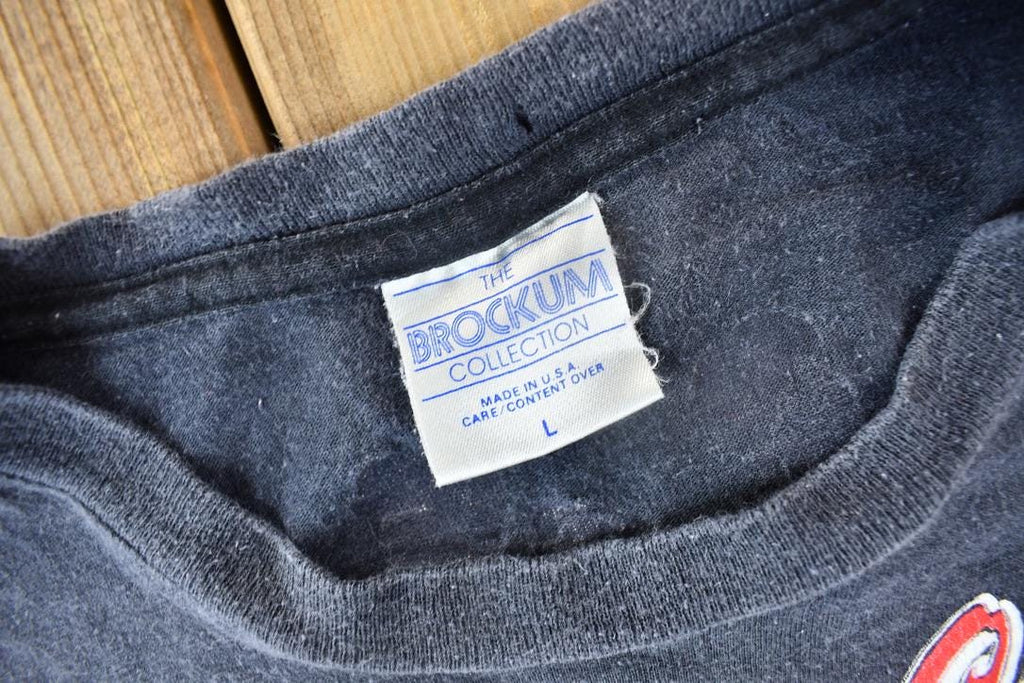 THE
BROCKUM
COLLECTION
MADE IN U.S.A.
CARE/CONTENT OVER
L